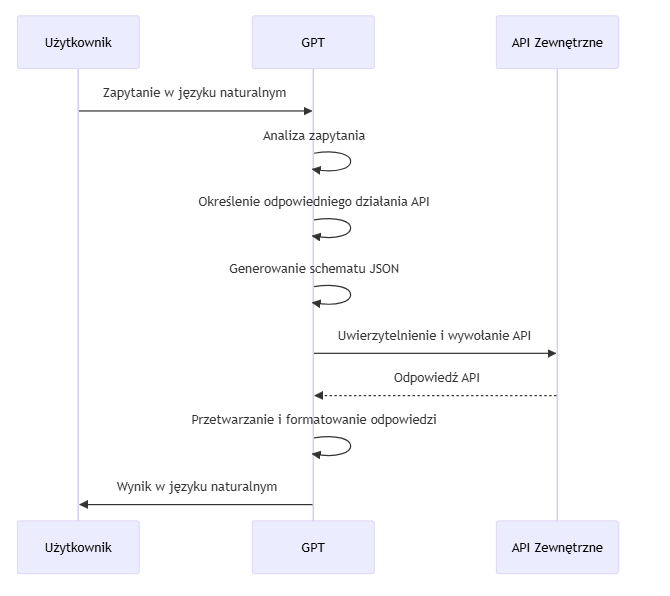 Użytkownik
GPT
API Zewnętrzne
Zapytanie w języku naturalnym
Analiza zapytania
Określenie odpowiedniego działania API
Generowanie schematu JSON
Uwierzytelnienie i wywołanie API
Odpowiedź API
Przetwarzanie i formatowanie odpowiedzi
Wynik w języku naturalnym
Użytkownik
GPT
API Zewnętrzne